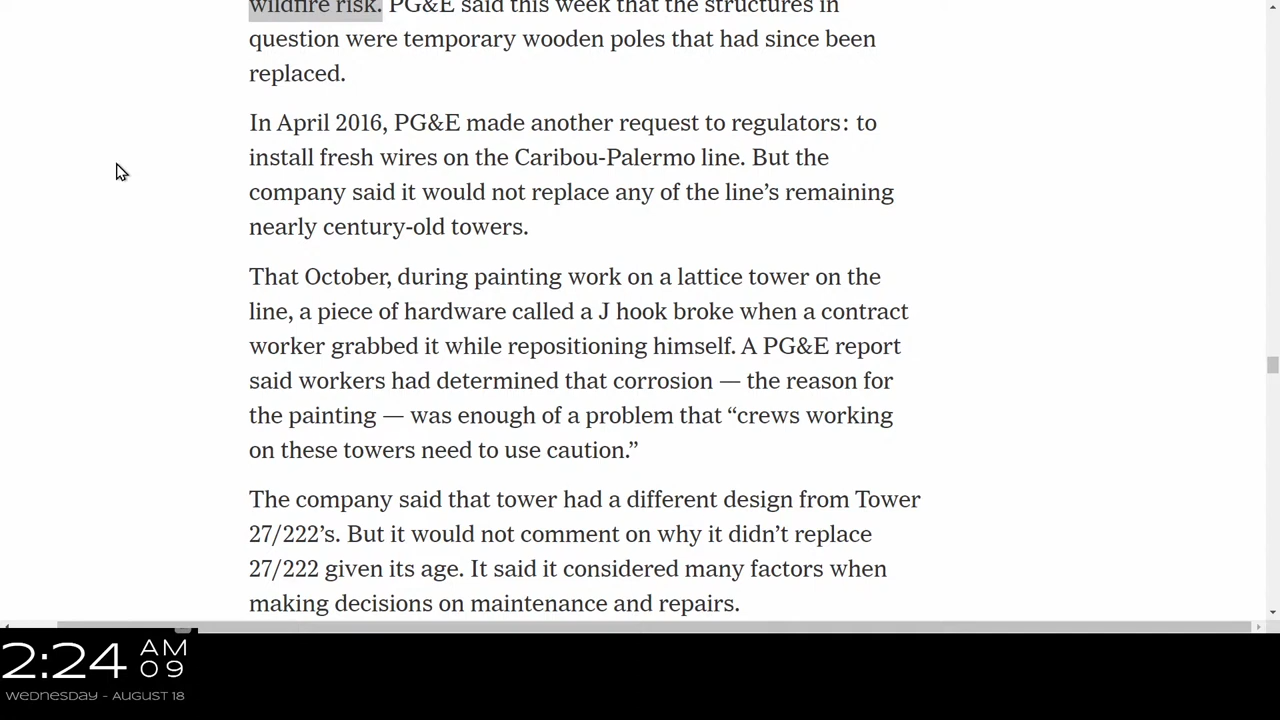 wildfire risk. PG&E said this week that the structures in
question were temporary wooden poles that had since been
replaced.
In April 2016, PG&E made another request to regulators: to
install fresh wires on the Caribou-Palermo line. But the
company said it would not replace any of the line’s remaining
nearly century-old towers.
That October, during painting work on a lattice tower on the
line, a piece of hardware called a J hook broke when a contract
worker grabbed it while repositioning himself. A PG&E report
said workers had determined that corrosion — the reason for
the painting — was enough of a problem that “crews working
on these towers need to use caution.”
The company said that tower had a different design from Tower
27/222’s. But it would not comment on why it didn’t replace
27/222 given its age. It said it considered many factors when
making decisions on maintenance and repairs.
2:24 AM
09
WEDNESDAY - AUGUST 18